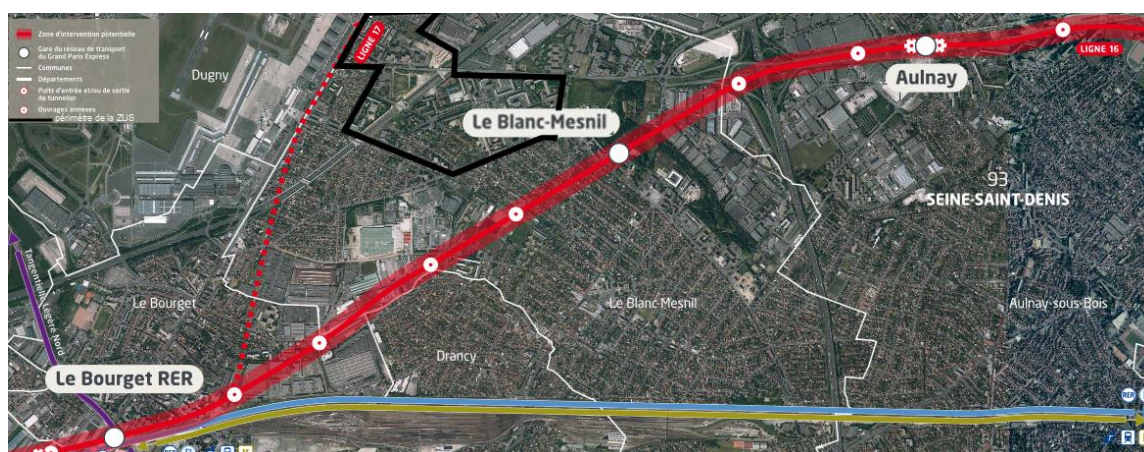 Zone d'intervention potentielle
Gare du réseau de transport
du Grand Paris Express
Communes
Départements
Puits d'entrée et/ou de sortie
de tunnelier
Ouvrages annexes
périmètre de la ZUS
Dugny
LIGNE 17
LIGNE 16
Aulnay
Le Blanc-Mesnil
93
SEINE-SAINT-DENIS
Tangentielle Légère Nord
Le Bourget
Le Blanc-Mesnil
Aulnay-sous-Bois
Drancy
Le Bourget RER
RER